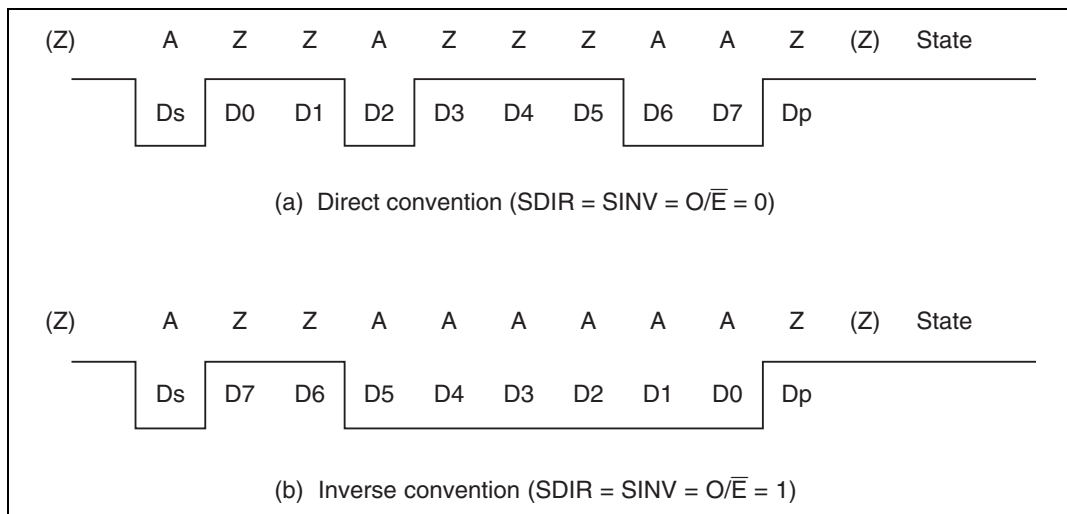 (Z) A Z Z A Z Z Z A A Z (Z) State
Ds D0 D1 D2 D3 D4 D5 D6 D7 Dp
(a) Direct convention (SDIR = SINV = O/E̅ = 0)
(Z) A Z Z A A A A A A Z (Z) State
Ds D7 D6 D5 D4 D3 D2 D1 D0 Dp
(b) Inverse convention (SDIR = SINV = O/E̅ = 1)